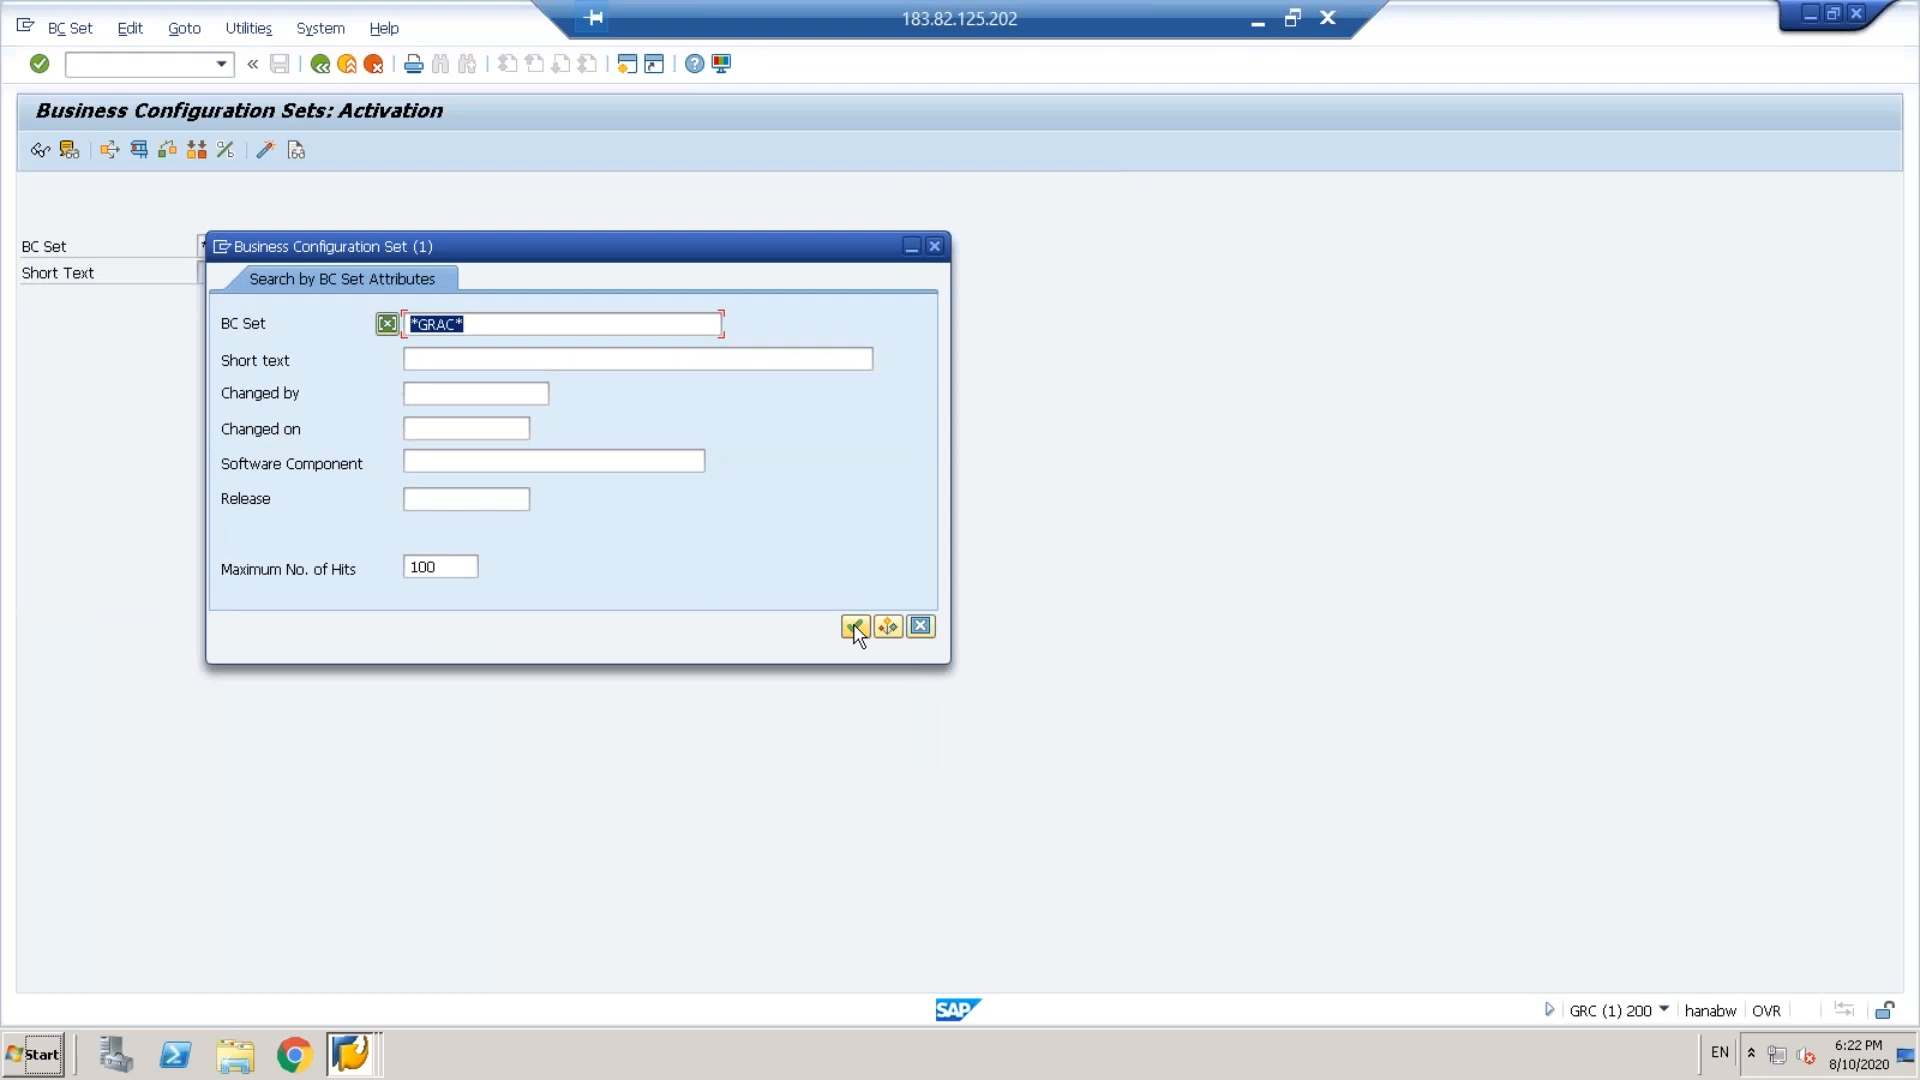 183.82.125.202
BC Set Edit Goto Utilities System Help
Business Configuration Sets: Activation
BC Set *
Short Text
Business Configuration Set (1)
Search by BC Set Attributes
BC Set *GRAC*
Short text
Changed by
Changed on
Software Component
Release
Maximum No. of Hits 100
SAP
GRC (1) 200 hanabw OVR
Start
EN
6:22 PM
8/10/2020